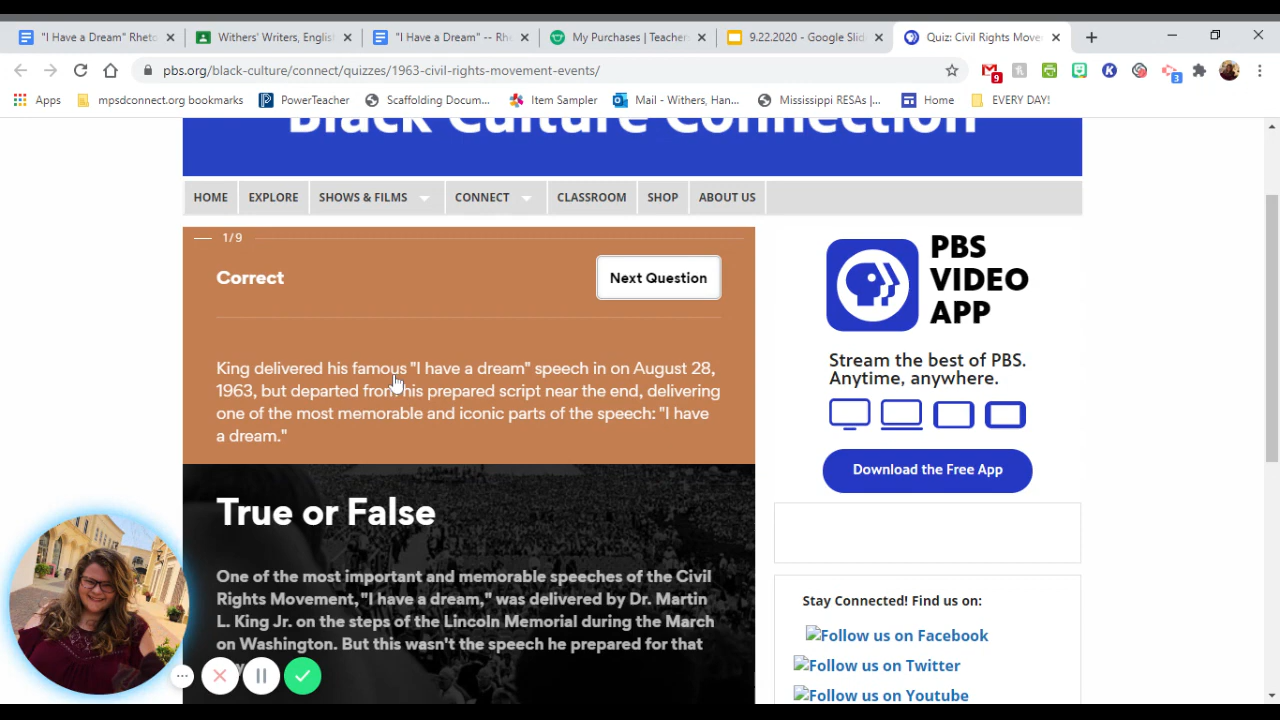 "I Have a Dream" Rheto
Withers' Writers, Englis
"I Have a Dream" -- Rhe
My Purchases | Teachers
9.22.2020 - Google Slid
Quiz: Civil Rights Move
pbs.org/black-culture/connect/quizzes/1963-civil-rights-movement-events/
9
3
Apps
mpsdconnect.org bookmarks
PowerTeacher
Scaffolding Docum...
Item Sampler
Mail - Withers, Han...
Mississippi RESAs |...
Home
EVERY DAY!
Black Culture Connection
HOME
EXPLORE
SHOWS & FILMS
CONNECT
CLASSROOM
SHOP
ABOUT US
1/9
Correct
Next Question
King delivered his famous "I have a dream" speech in on August 28,
1963, but departed from his prepared script near the end, delivering
one of the most memorable and iconic parts of the speech: "I have
a dream."
True or False
One of the most important and memorable speeches of the Civil
Rights Movement, "I have a dream," was delivered by Dr. Martin
L. King Jr. on the steps of the Lincoln Memorial during the March
on Washington. But this wasn't the speech he prepared for that
PBS
VIDEO
APP
Stream the best of PBS.
Anytime, anywhere.
Download the Free App
Stay Connected! Find us on:
Follow us on Facebook
Follow us on Twitter
Follow us on Youtube